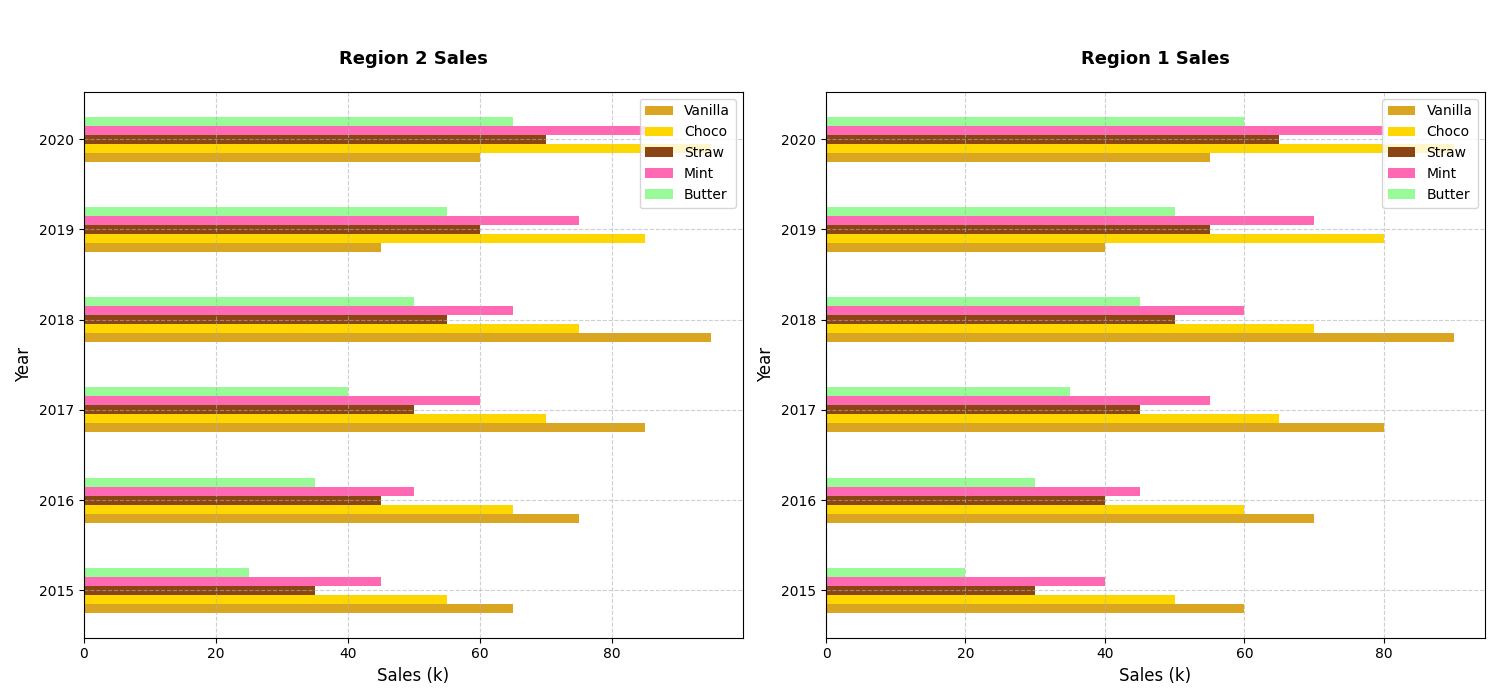 Region 2 Sales
Vanilla
Choco
Straw
Mint
Butter
2020
2019
2018
2017
2016
2015
Year
0 20 40 60 80
Sales (k)
Region 1 Sales
Vanilla
Choco
Straw
Mint
Butter
2020
2019
2018
2017
2016
2015
Year
0 20 40 60 80
Sales (k)